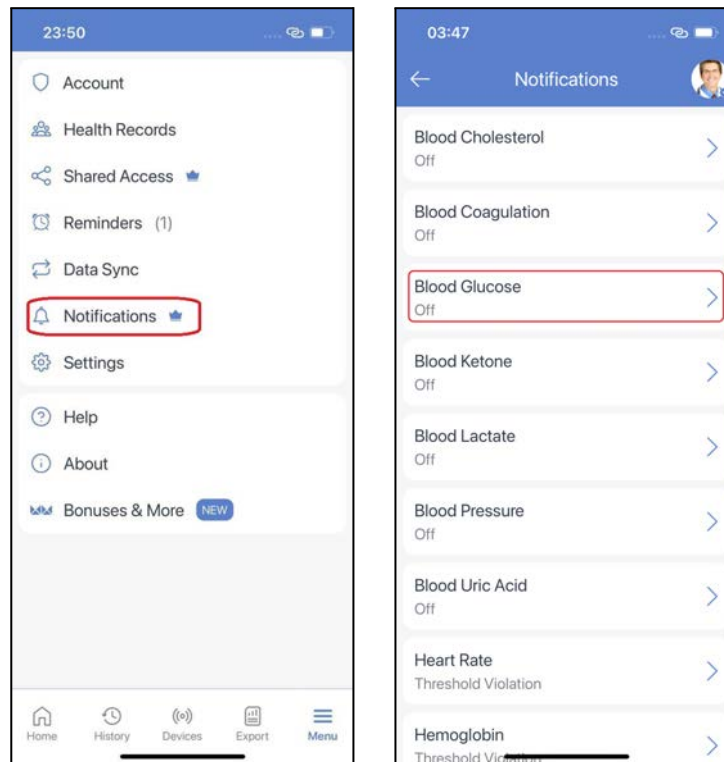 23:50
Account
Health Records
Shared Access
Reminders (1)
Data Sync
Notifications
Settings
Help
About
Bonuses & More NEW
Home History Devices Export Menu
03:47
Notifications
Blood Cholesterol
Off
Blood Coagulation
Off
Blood Glucose
Off
Blood Ketone
Off
Blood Lactate
Off
Blood Pressure
Off
Blood Uric Acid
Off
Heart Rate
Threshold Violation
Hemoglobin
Threshold Violation